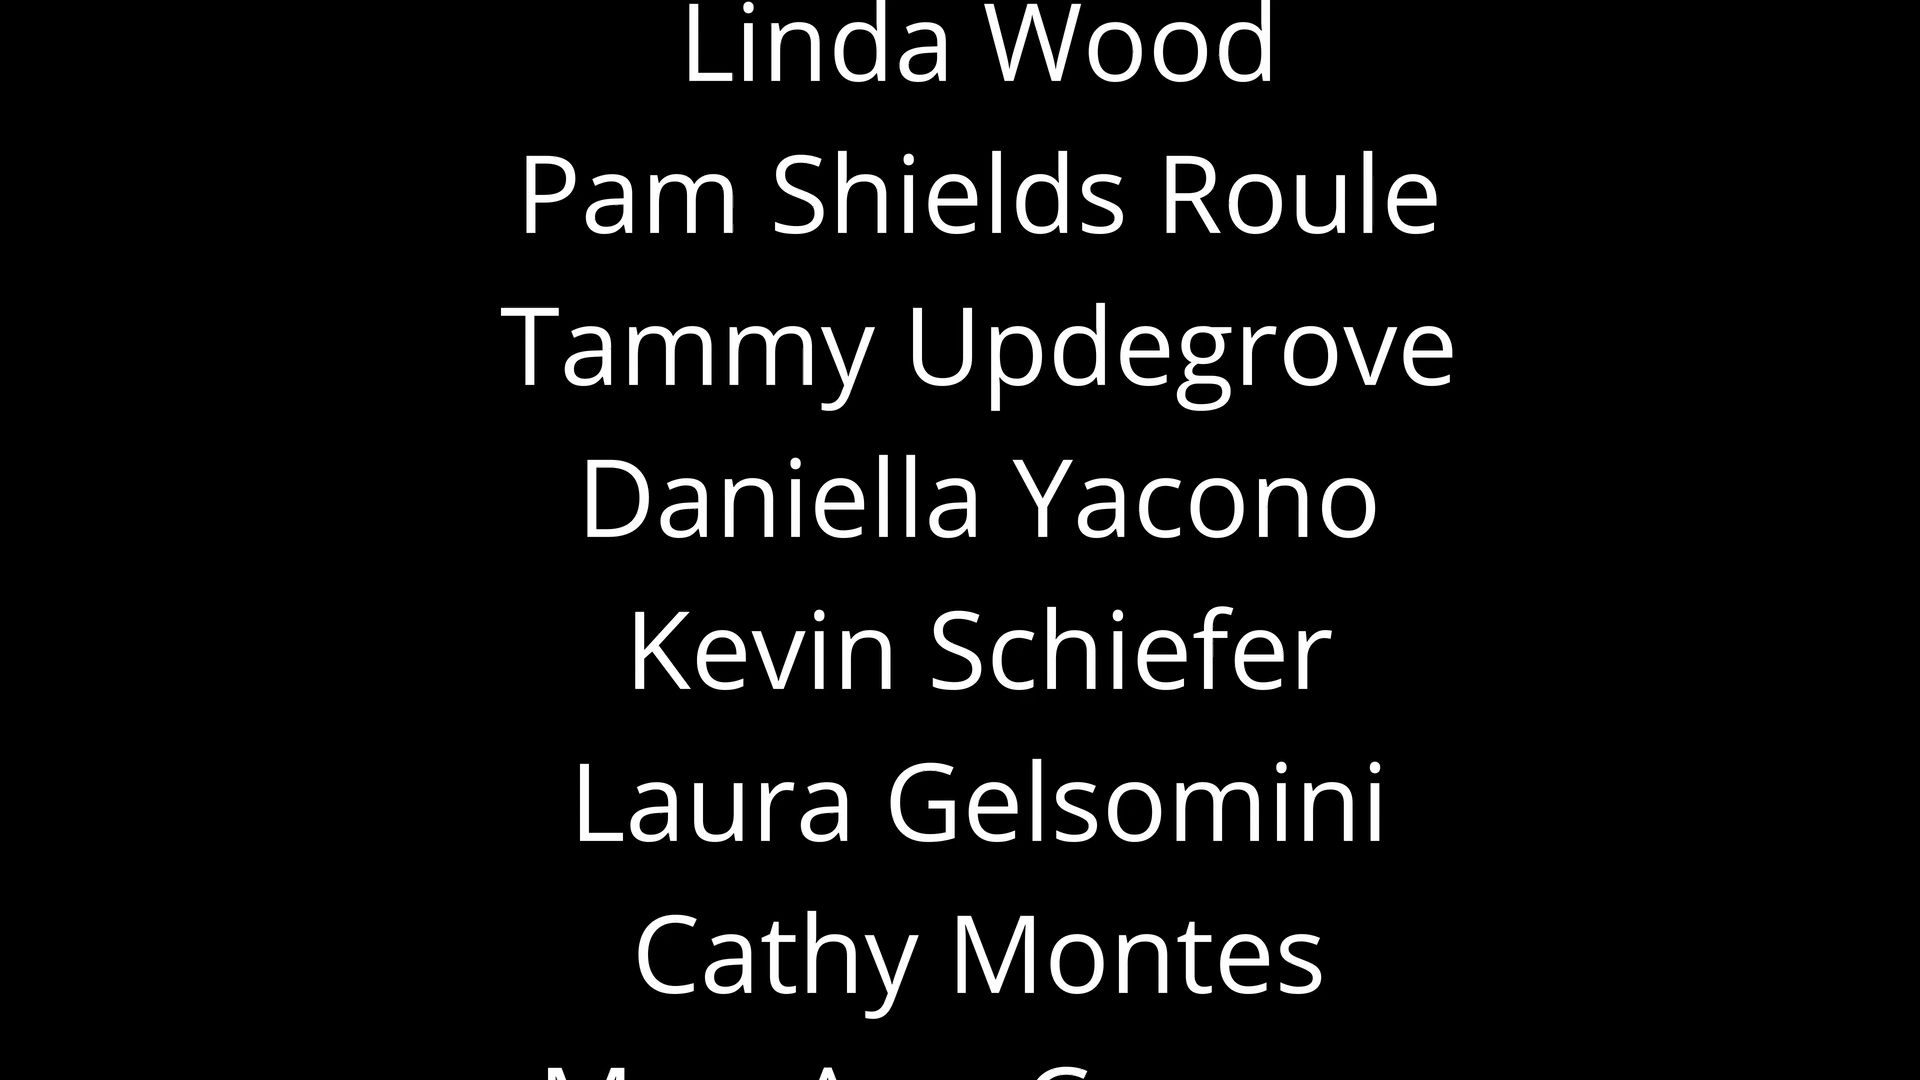 Linda Wood
Pam Shields Roule
Tammy Updegrove
Daniella Yacono
Kevin Schiefer
Laura Gelsomini
Cathy Montes